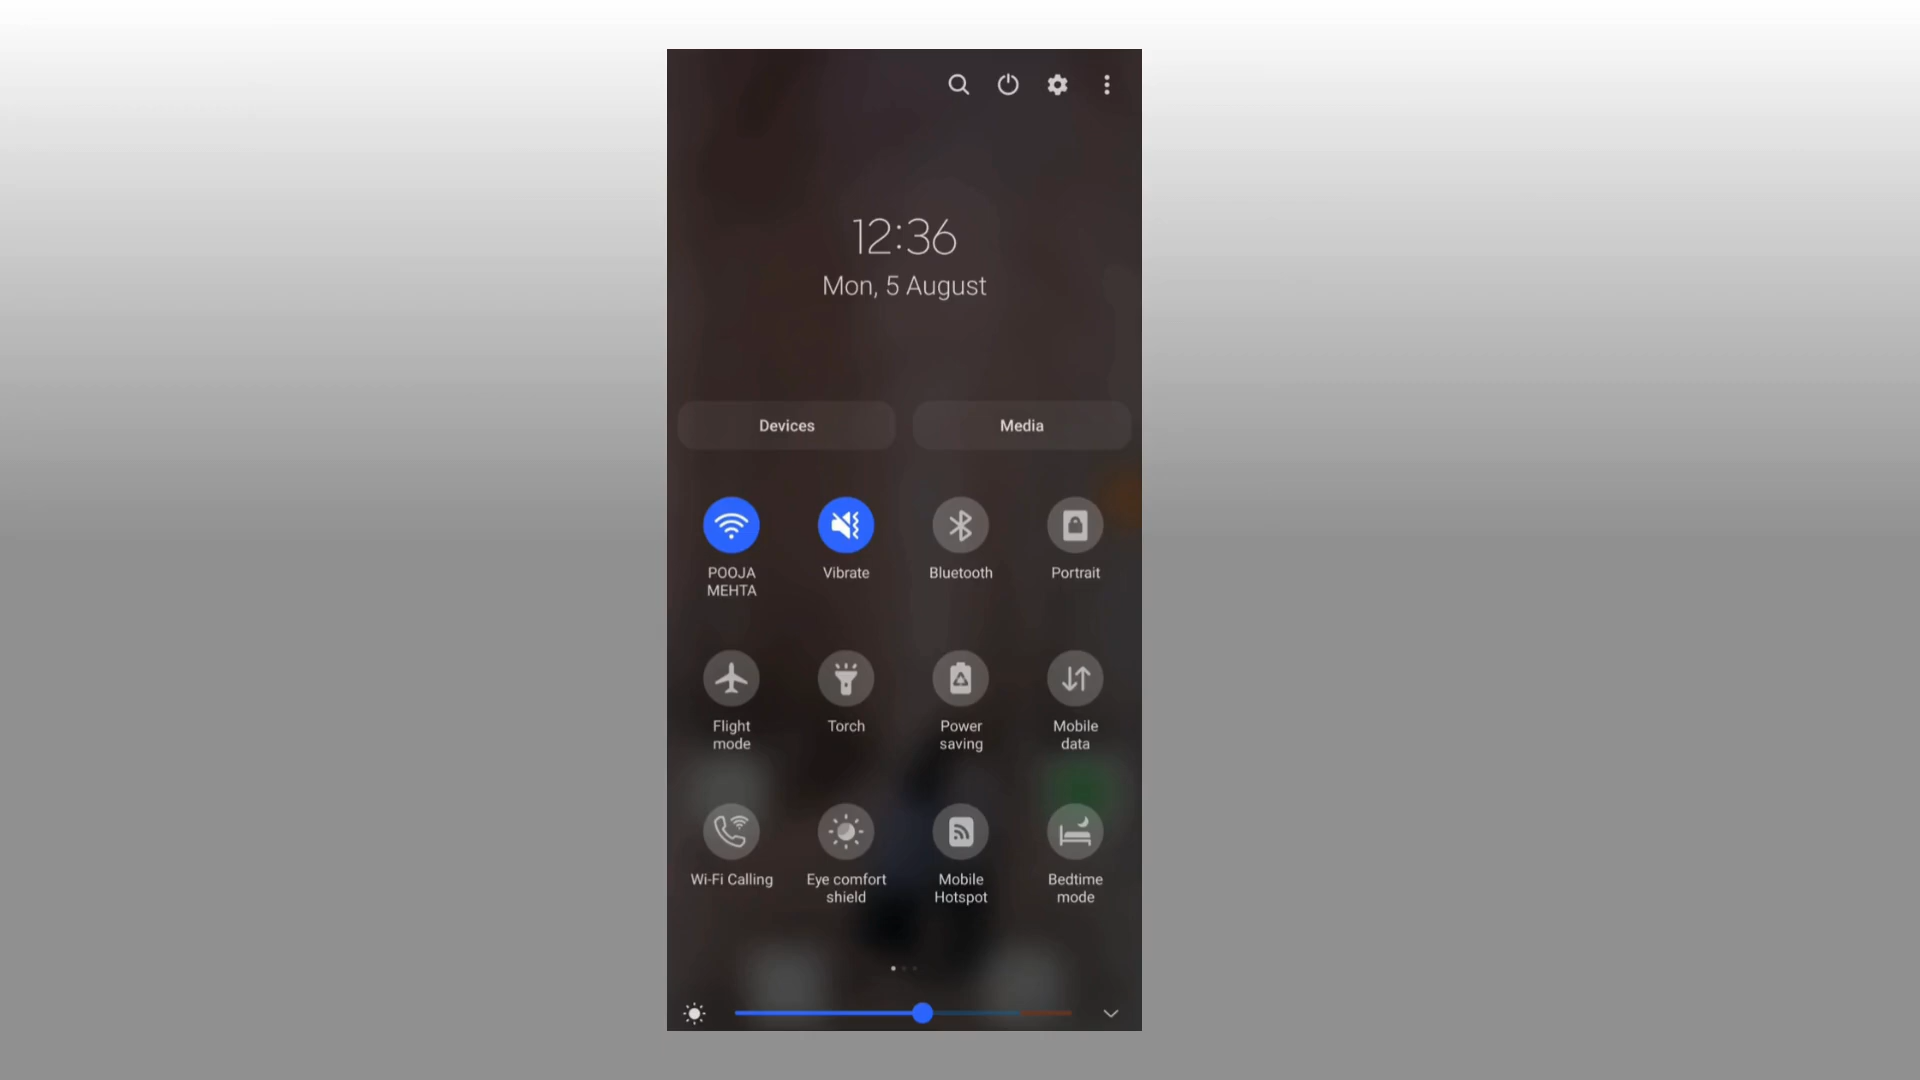 12:36
Mon, 5 August
Devices
Media
POOJA
MEHTA
Vibrate
Bluetooth
Portrait
Flight
mode
Torch
Power
saving
Mobile
data
Wi-Fi Calling
Eye comfort
shield
Mobile
Hotspot
Bedtime
mode